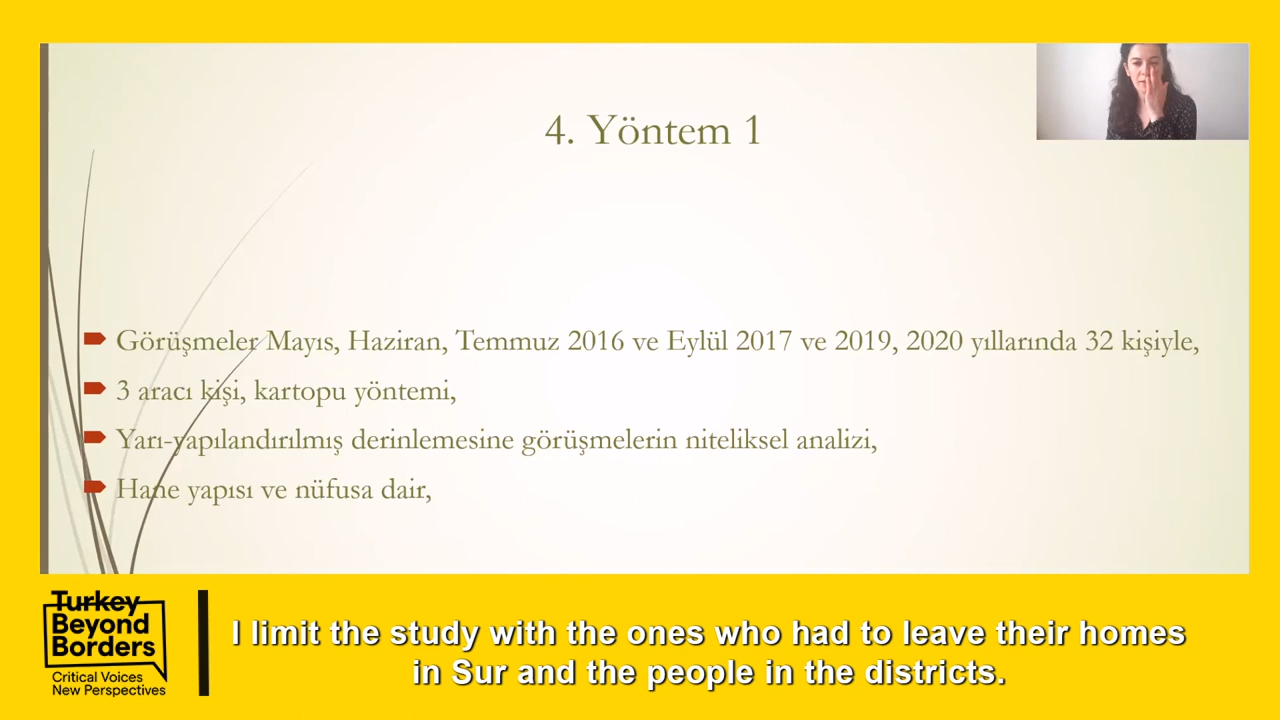 4. Yöntem 1
Görüşmeler Mayıs, Haziran, Temmuz 2016 ve Eylül 2017 ve 2019, 2020 yıllarında 32 kişiyle,
3 aracı kişi, kartopu yöntemi,
Yarı-yapılandırılmış derinlemesine görüşmelerin niteliksel analizi,
Hane yapısı ve nüfusa dair,
Turkey
Beyond
Borders
Critical Voices
New Perspectives
I limit the study with the ones who had to leave their homes
in Sur and the people in the districts.